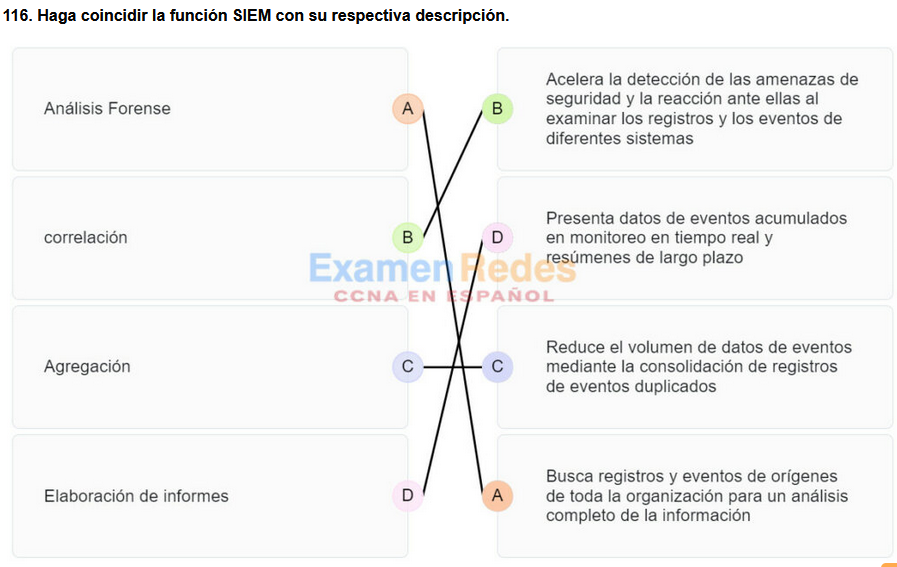 116. Haga coincidir la función SIEM con su respectiva descripción.
Análisis Forense
A
B
Acelera la detección de las amenazas de
seguridad y la reacción ante ellas al
examinar los registros y los eventos de
diferentes sistemas
correlación
B
D
Presenta datos de eventos acumulados
en monitoreo en tiempo real y
resúmenes de largo plazo
ExamenRedes
CCNA EN ESPAÑOL
Agregación
C
C
Reduce el volumen de datos de eventos
mediante la consolidación de registros
de eventos duplicados
Elaboración de informes
D
A
Busca registros y eventos de orígenes
de toda la organización para un análisis
completo de la información